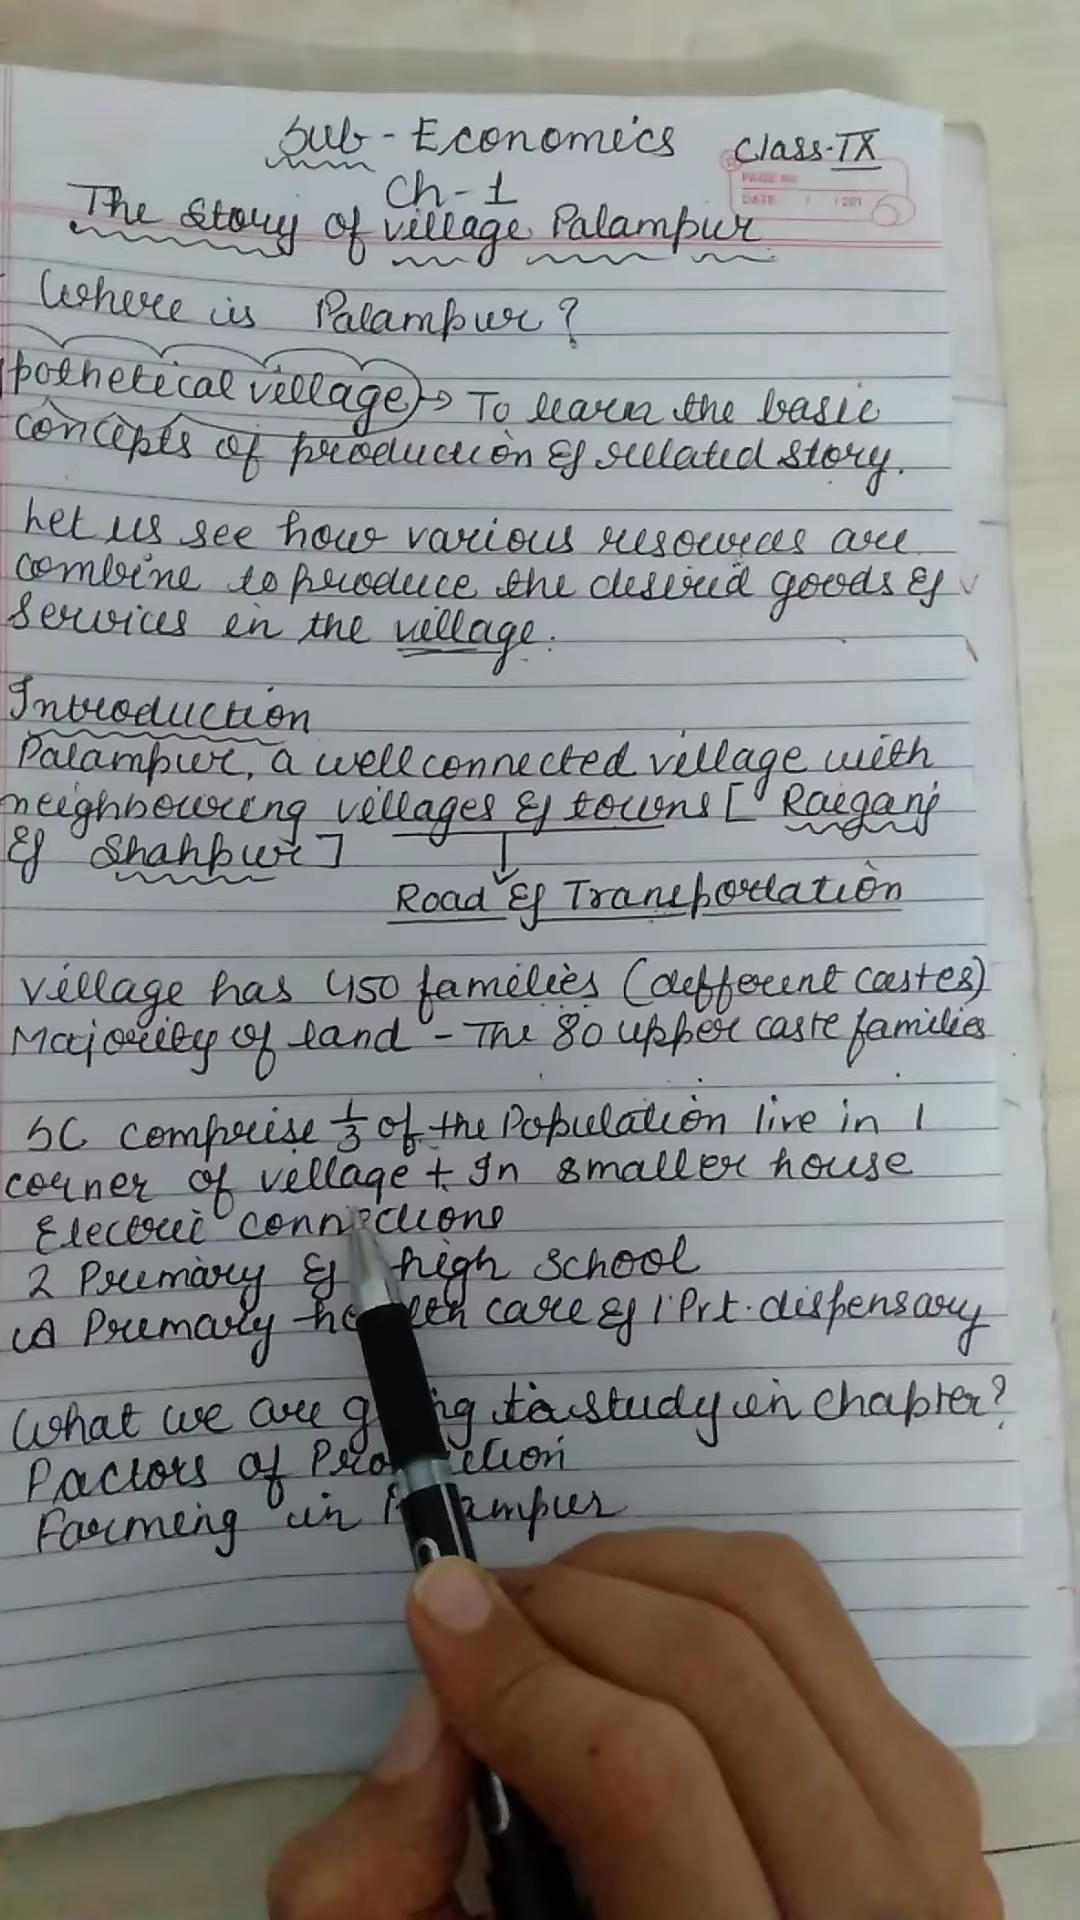 Sub - Economics
Class-IX
PAGE No
DATE / /201
Ch-1
The Story of village Palampur
Where is Palampur?
pothetical village → To learn the basic
concepts of production & related story.
Let us see how various resources are
combine to produce the desired goods &
services in the village.
Introduction
Palampur, a well connected village with
neighbouring villages & towns [Raiganj
& Shahpur]
Road & Transportation
village has 450 families (different castes)
Majority of land - The 80 upper caste families
SC comprise 1/3 of the Population live in 1
corner of village + In smaller house
Electric connections
2 Primary & high school
A Primary care & 1 Prt. dispensary
What we are to study in chapter?
Factors of
Farming in